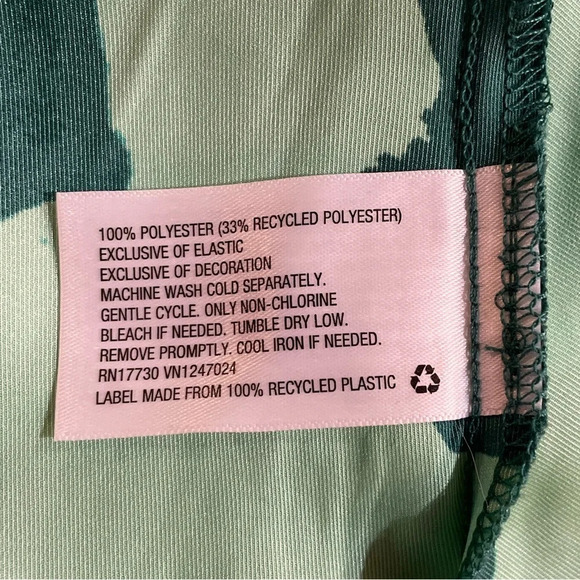 100% POLYESTER (33% RECYCLED POLYESTER)
EXCLUSIVE OF ELASTIC
EXCLUSIVE OF DECORATION
MACHINE WASH COLD SEPARATELY.
GENTLE CYCLE. ONLY NON-CHLORINE
BLEACH IF NEEDED. TUMBLE DRY LOW.
REMOVE PROMPTLY. COOL IRON IF NEEDED.
RN17730 VN1247024
LABEL MADE FROM 100% RECYCLED PLASTIC